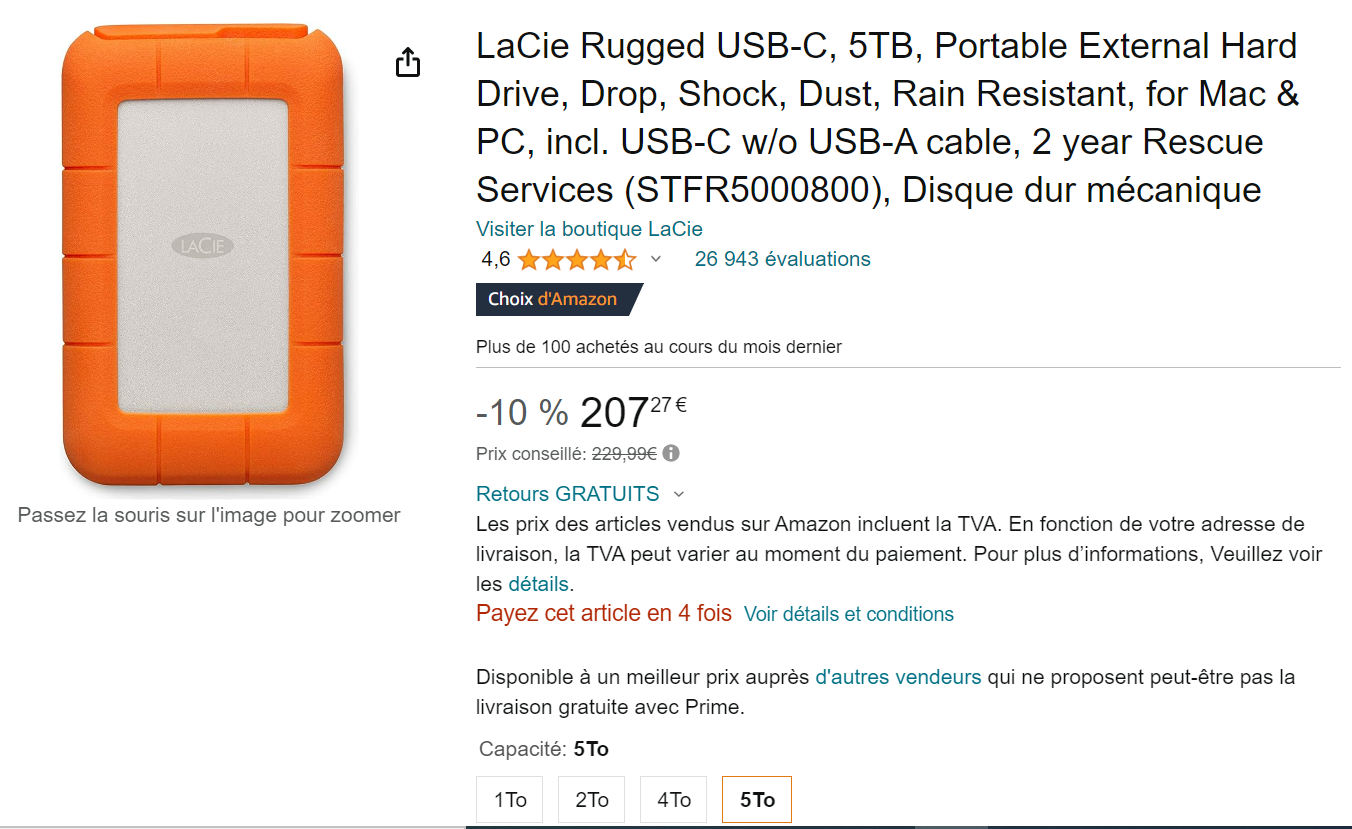 LACIE
Passez la souris sur l'image pour zoomer
LaCie Rugged USB-C, 5TB, Portable External Hard
Drive, Drop, Shock, Dust, Rain Resistant, for Mac &
PC, incl. USB-C w/o USB-A cable, 2 year Rescue
Services (STFR5000800), Disque dur mécanique
Visiter la boutique LaCie
4,6 26 943 évaluations
Choix d'Amazon
Plus de 100 achetés au cours du mois dernier
-10 % 207,27 €
Prix conseillé: 229,99€
Retours GRATUITS
Les prix des articles vendus sur Amazon incluent la TVA. En fonction de votre adresse de
livraison, la TVA peut varier au moment du paiement. Pour plus d’informations, Veuillez voir
les détails.
Payez cet article en 4 fois Voir détails et conditions
Disponible à un meilleur prix auprès d'autres vendeurs qui ne proposent peut-être pas la
livraison gratuite avec Prime.
Capacité: 5To
1To 2To 4To 5To